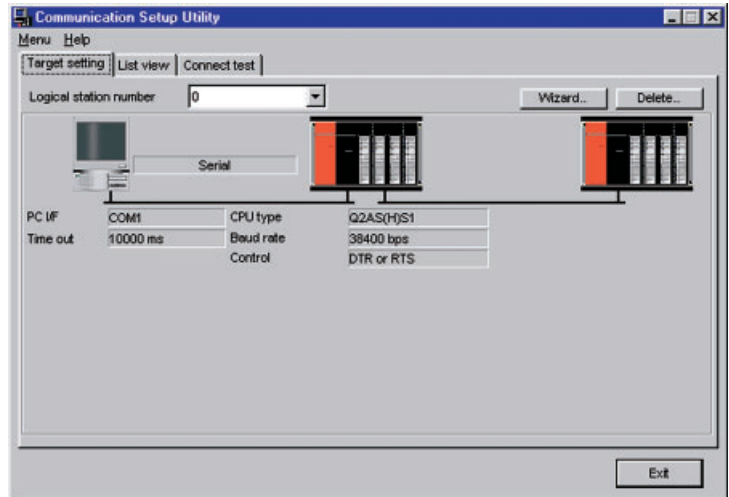 Communication Setup Utility
Menu Help
Target setting List view Connect test
Logical station number 0 Wizard.. Delete..
Serial
PC I/F COM1 CPU type Q2AS(H)S1
Time out 10000 ms Baud rate 38400 bps
Control DTR or RTS
Exit